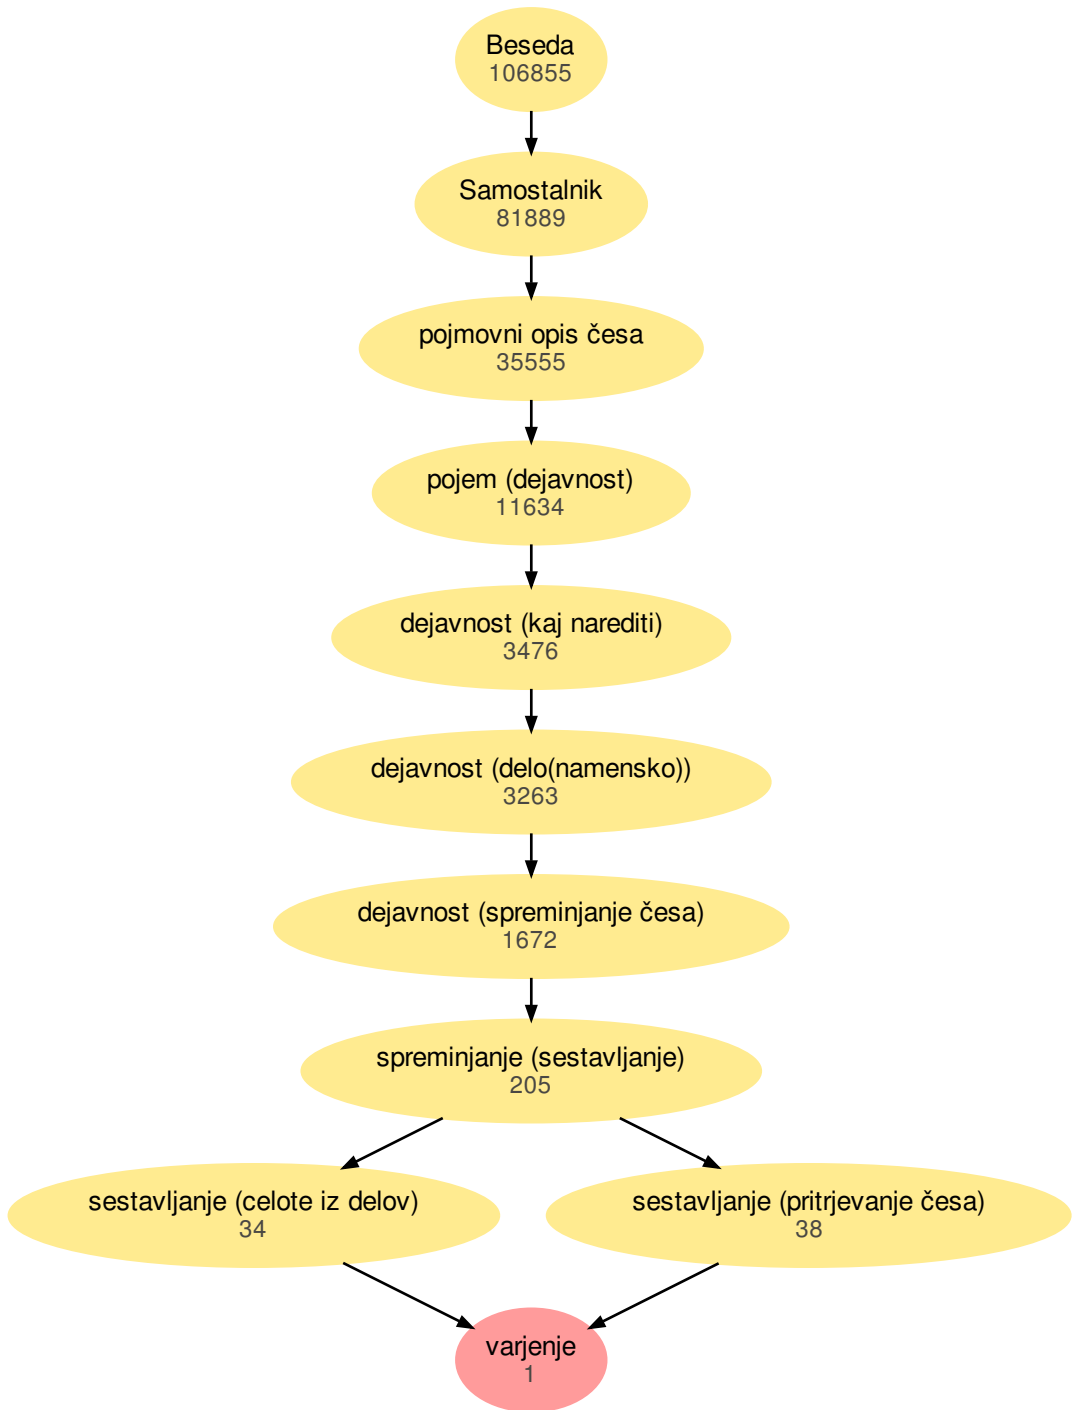 Beseda
106855
Samostalnik
81889
pojmovni opis česa
35555
pojem (dejavnost)
11634
dejavnost (kaj narediti)
3476
dejavnost (delo(namensko))
3263
dejavnost (spreminjanje česa)
1672
spreminjanje (sestavljanje)
205
sestavljanje (celote iz delov)
34
sestavljanje (pritrjevanje česa)
38
varjenje
1